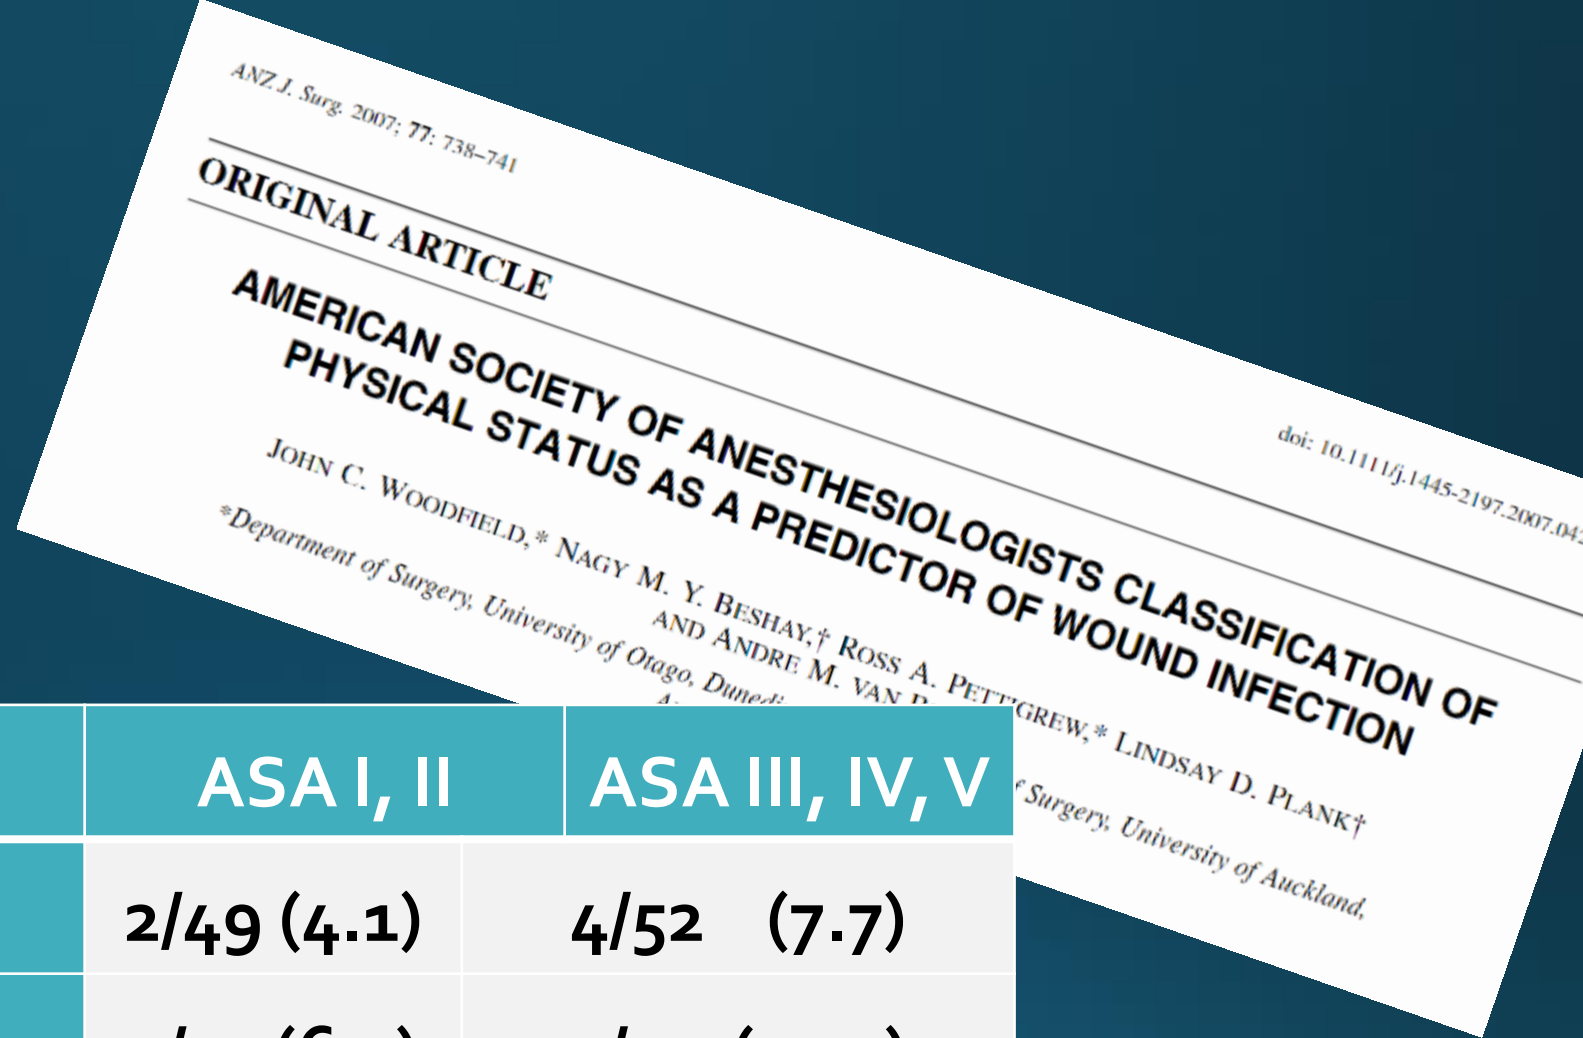 ANZ J. Surg. 2007; 77: 738–741
doi: 10.1111/j.1445-2197.2007.04
ORIGINAL ARTICLE
AMERICAN SOCIETY OF ANESTHESIOLOGISTS CLASSIFICATION OF
PHYSICAL STATUS AS A PREDICTOR OF WOUND INFECTION
JOHN C. WOODFIELD,* NAGY M. Y. BESHAY,† ROSS A. PETTIGREW,* LINDSAY D. PLANK†
AND ANDRE M. VAN
*Department of Surgery, University of Otago, Surgery, University of Auckland,
ASA I, II ASA III, IV, V
2/49 (4.1) 4/52 (7.7)